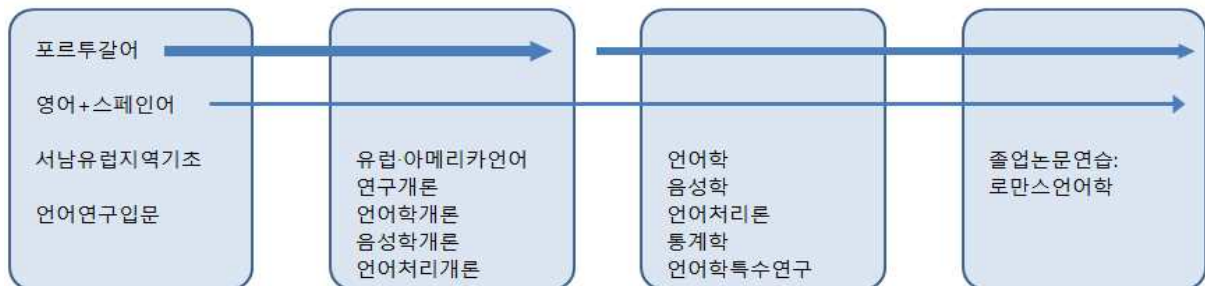 포르투갈어
영어+스페인어
서남유럽지역기초
언어연구입문
유럽·아메리카언어
연구개론
언어학개론
음성학개론
언어처리개론
언어학
음성학
언어처리론
통계학
언어학특수연구
졸업논문연습:
로만스언어학